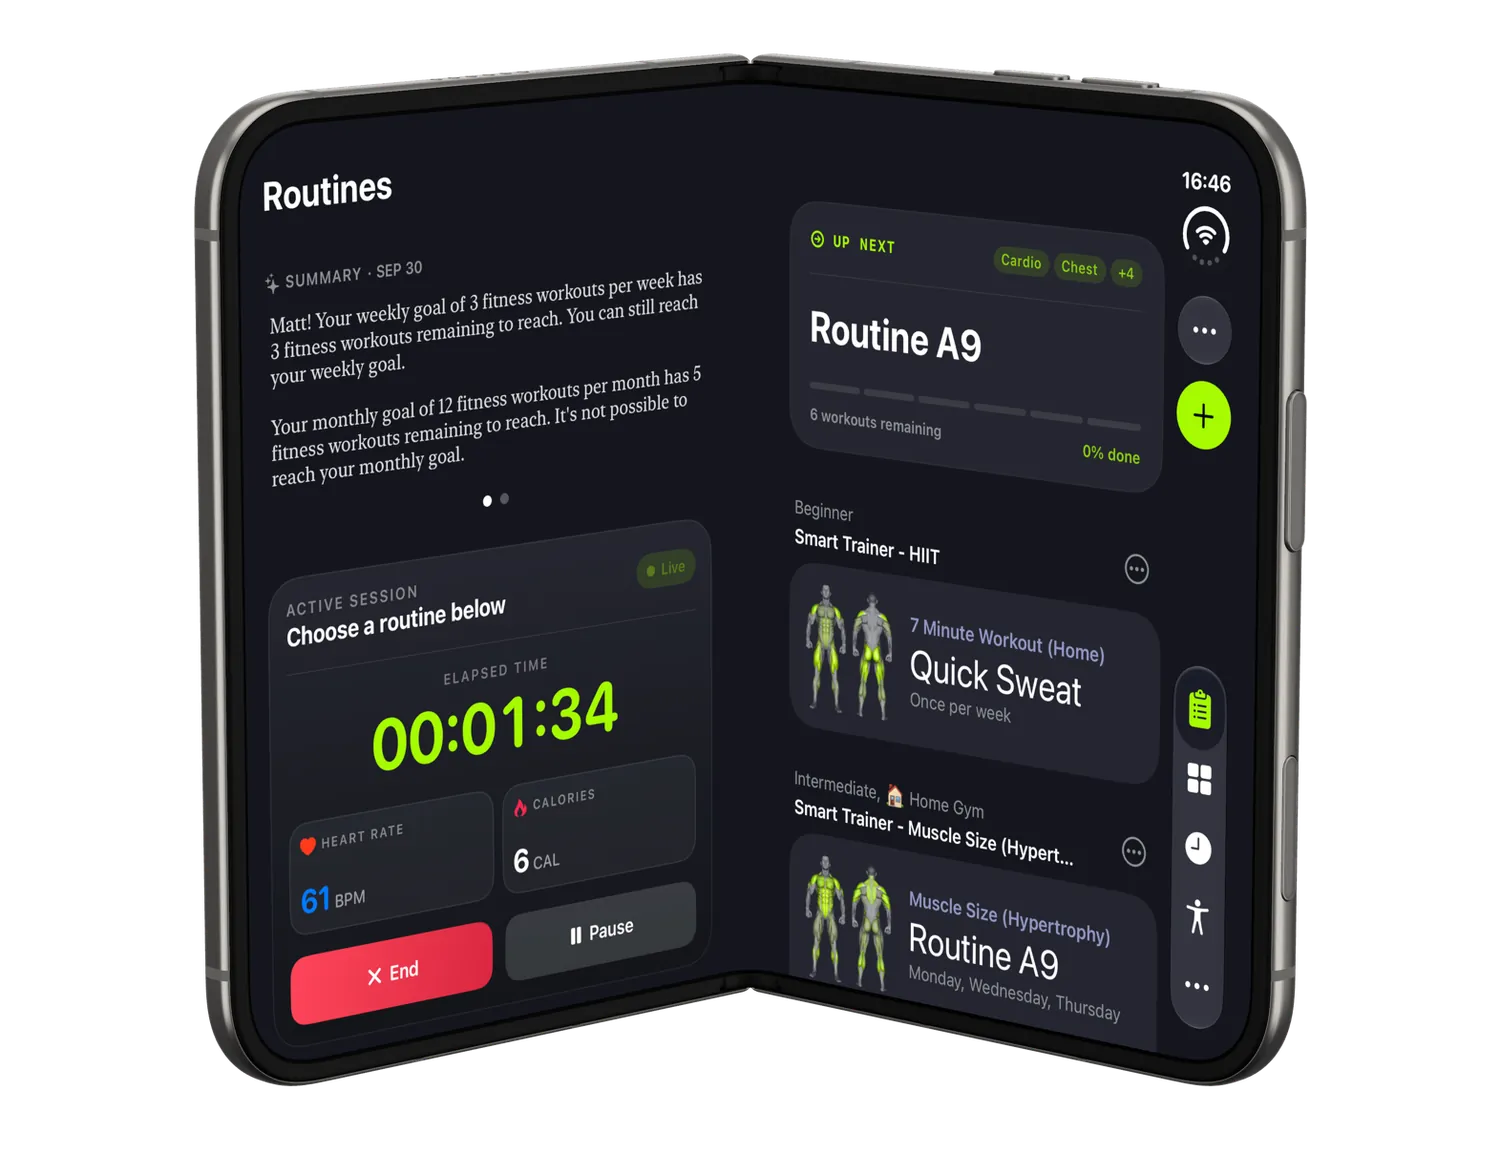 Routines
SUMMARY · SEP 30
Matt! Your weekly goal of 3 fitness workouts per week has
3 fitness workouts remaining to reach. You can still reach
your weekly goal.
Your monthly goal of 12 fitness workouts per month has 5
fitness workouts remaining to reach. It's not possible to
reach your monthly goal.
ACTIVE SESSION
Choose a routine below
Live
ELAPSED TIME
00:01:34
HEART RATE
61 BPM
CALORIES
6 CAL
End
Pause
16:46
UP NEXT
Cardio
Chest
+4
Routine A9
6 workouts remaining
0% done
Beginner
Smart Trainer - HIIT
7 Minute Workout (Home)
Quick Sweat
Once per week
Intermediate, 🏠 Home Gym
Smart Trainer - Muscle Size (Hypert...
Muscle Size (Hypertrophy)
Routine A9
Monday, Wednesday, Thursday